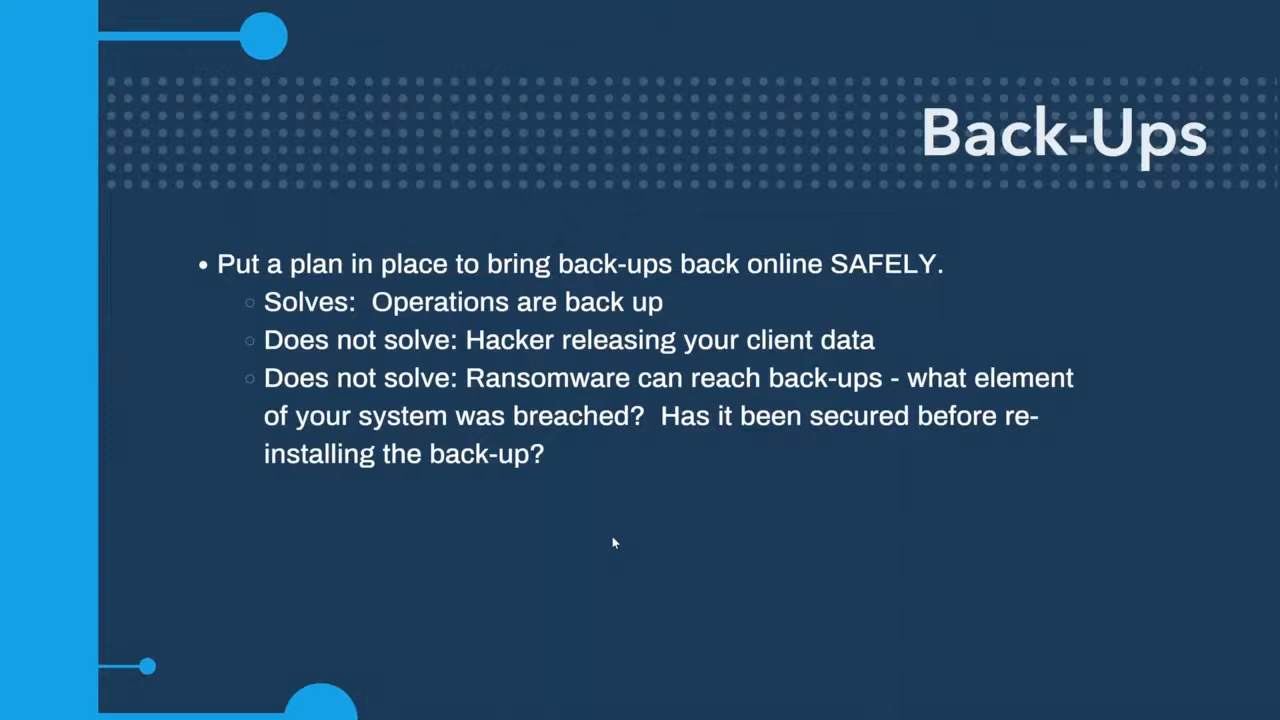 Back-Ups
• Put a plan in place to bring back-ups back online SAFELY.
○ Solves:  Operations are back up
○ Does not solve: Hacker releasing your client data
○ Does not solve: Ransomware can reach back-ups - what element
of your system was breached?  Has it been secured before re-
installing the back-up?